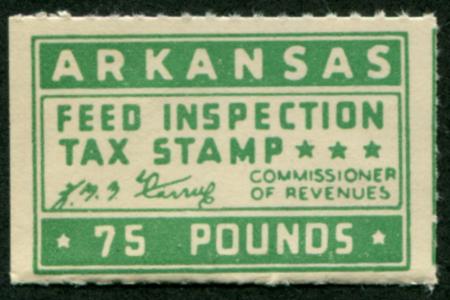 ARKANSAS
FEED INSPECTION
TAX STAMP ★ ★ ★
COMMISSIONER
OF REVENUES
★ 75 POUNDS ★